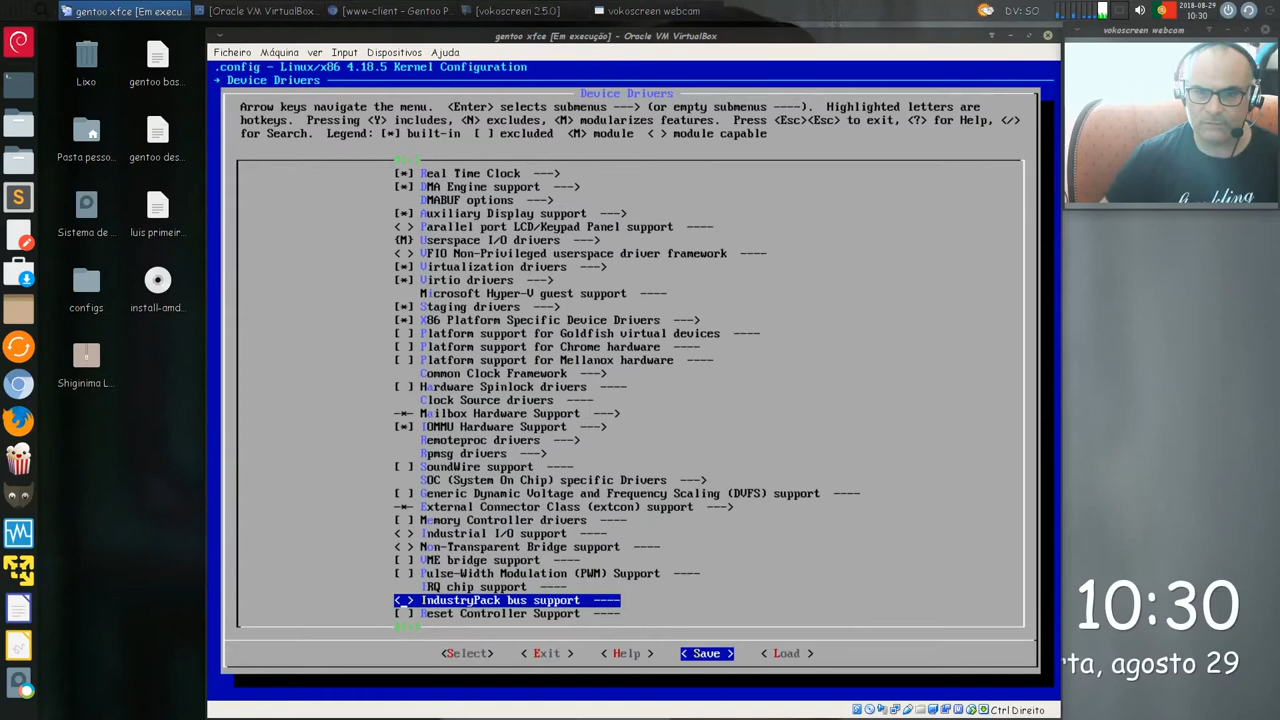 gentoo xfce [Em execu...
[Oracle VM VirtualBox]
[www-client - Gentoo P...
[vokoscreen 2.5.0]
vokoscreen webcam
DV: SO
2018-08-29
10:30
gentoo xfce [Em execução] - Oracle VM VirtualBox
vokoscreen webcam
Ficheiro Máquina ver Input Dispositivos Ajuda
.config - Linux/x86 4.18.5 Kernel Configuration
→ Device Drivers
Device Drivers
Arrow keys navigate the menu. <Enter> selects submenus ---> (or empty submenus ----). Highlighted letters are
hotkeys. Pressing <Y> includes, <N> excludes, <M> modularizes features. Press <Esc><Esc> to exit, <?> for Help, </>
for Search. Legend: [*] built-in [ ] excluded <M> module < > module capable
[*] Real Time Clock --->
[*] DMA Engine support --->
DMABUF options --->
[*] Auxiliary Display support --->
< > Parallel port LCD/Keypad Panel support ----
{M} Userspace I/O drivers --->
< > VFIO Non-Privileged userspace driver framework ----
[*] Virtualization drivers --->
[*] Virtio drivers --->
Microsoft Hyper-V guest support ----
[*] Staging drivers --->
[*] X86 Platform Specific Device Drivers --->
[ ] Platform support for Goldfish virtual devices ----
[ ] Platform support for Chrome hardware ----
[ ] Platform support for Mellanox hardware ----
Common Clock Framework --->
[ ] Hardware Spinlock drivers ----
Clock Source drivers ----
-*- Mailbox Hardware Support --->
[*] IOMMU Hardware Support --->
Remoteproc drivers --->
Rpmsg drivers --->
[ ] SoundWire support ----
SOC (System On Chip) specific Drivers --->
[ ] Generic Dynamic Voltage and Frequency Scaling (DVFS) support ----
-*- External Connector Class (extcon) support --->
[ ] Memory Controller drivers ----
< > Industrial I/O support ----
< > Non-Transparent Bridge support ----
[ ] VME bridge support ----
[ ] Pulse-Width Modulation (PWM) Support ----
IRQ chip support ----
< > IndustryPack bus support ----
[ ] Reset Controller Support ----
<Select> < Exit > < Help > < Save > < Load >
Ctrl Direito
Lixo
gentoo bas...
Pasta pesso...
gentoo des...
Sistema de ...
luis primeir...
configs
install-amd...
Shiginima L...
10:30
rta, agosto 29